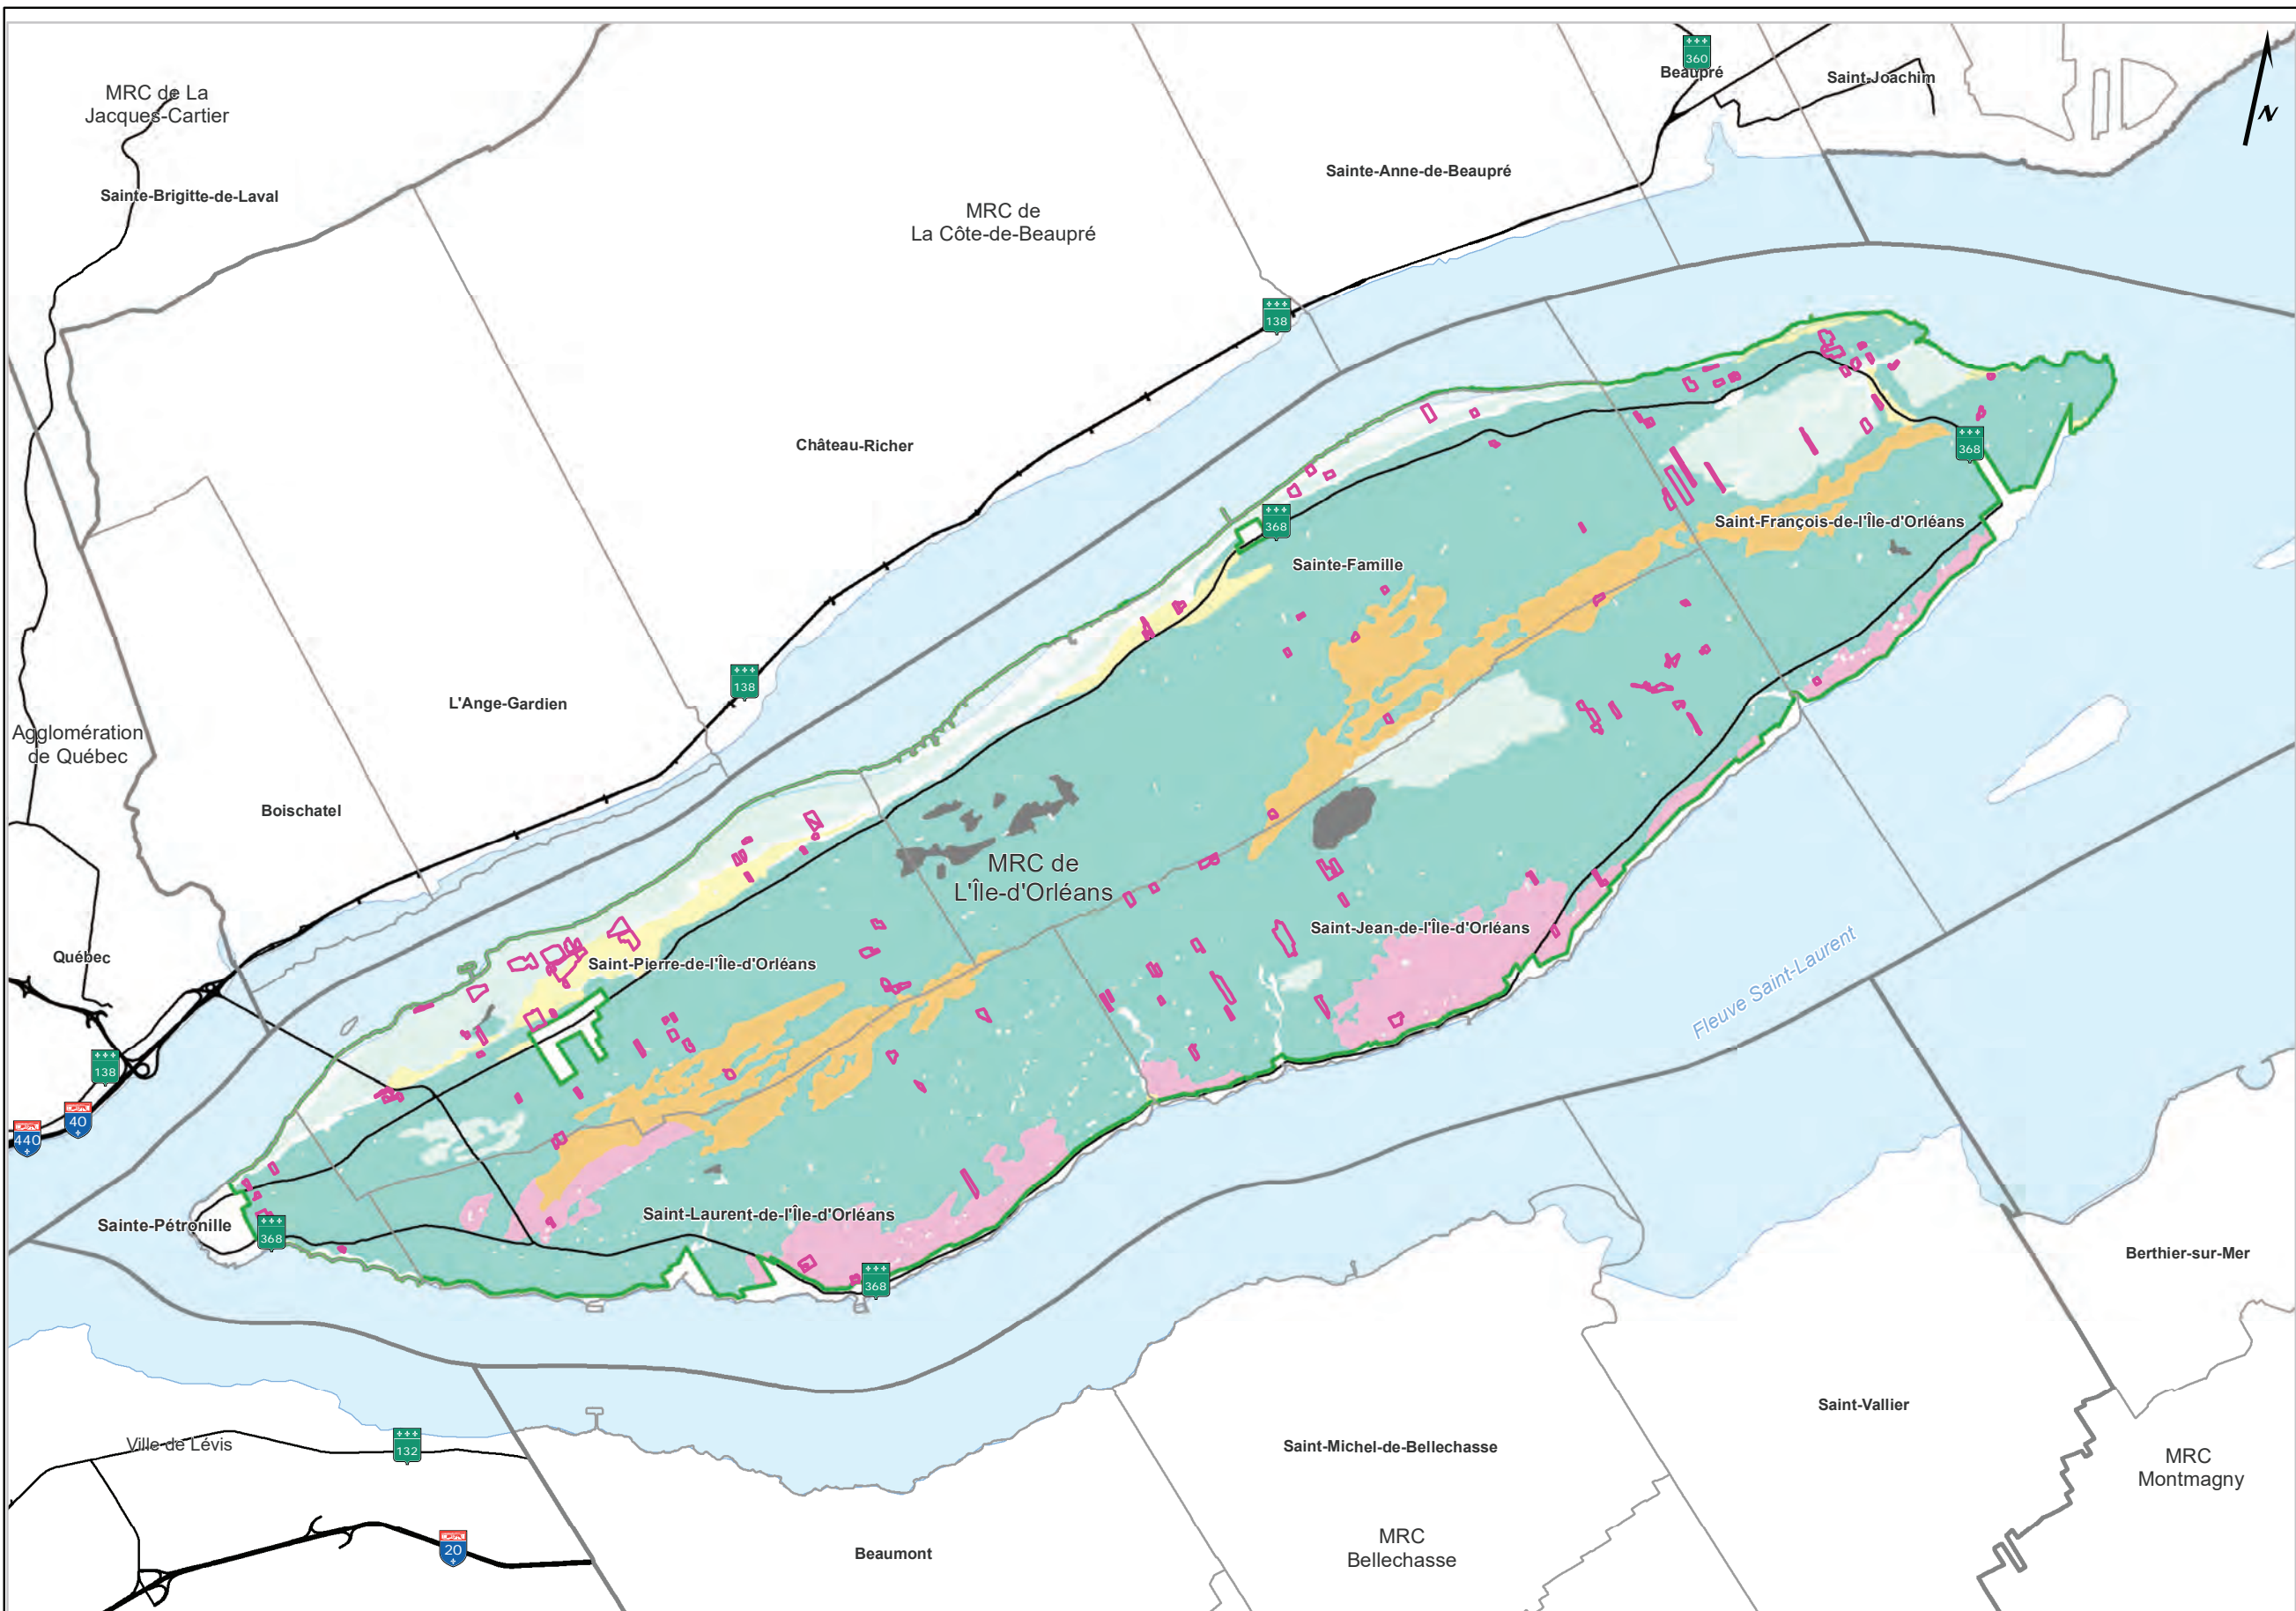 360
Beaupré
Saint-Joachim
N
MRC de La
Jacques-Cartier
Sainte-Anne-de-Beaupré
Sainte-Brigitte-de-Laval
MRC de
La Côte-de-Beaupré
138
Château-Richer
368
368
Saint-François-de-l'Île-d'Orléans
Sainte-Famille
138
L'Ange-Gardien
Agglomération
de Québec
Boischatel
MRC de
L'Île-d'Orléans
Saint-Jean-de-l'Île-d'Orléans
Fleuve Saint-Laurent
Québec
Saint-Pierre-de-l'Île-d'Orléans
138
40
440
Saint-Laurent-de-l'Île-d'Orléans
Sainte-Pétronille
368
368
Berthier-sur-Mer
Saint-Vallier
Ville de Lévis
132
Saint-Michel-de-Bellechasse
MRC
Montmagny
20
Beaumont
MRC
Bellechasse